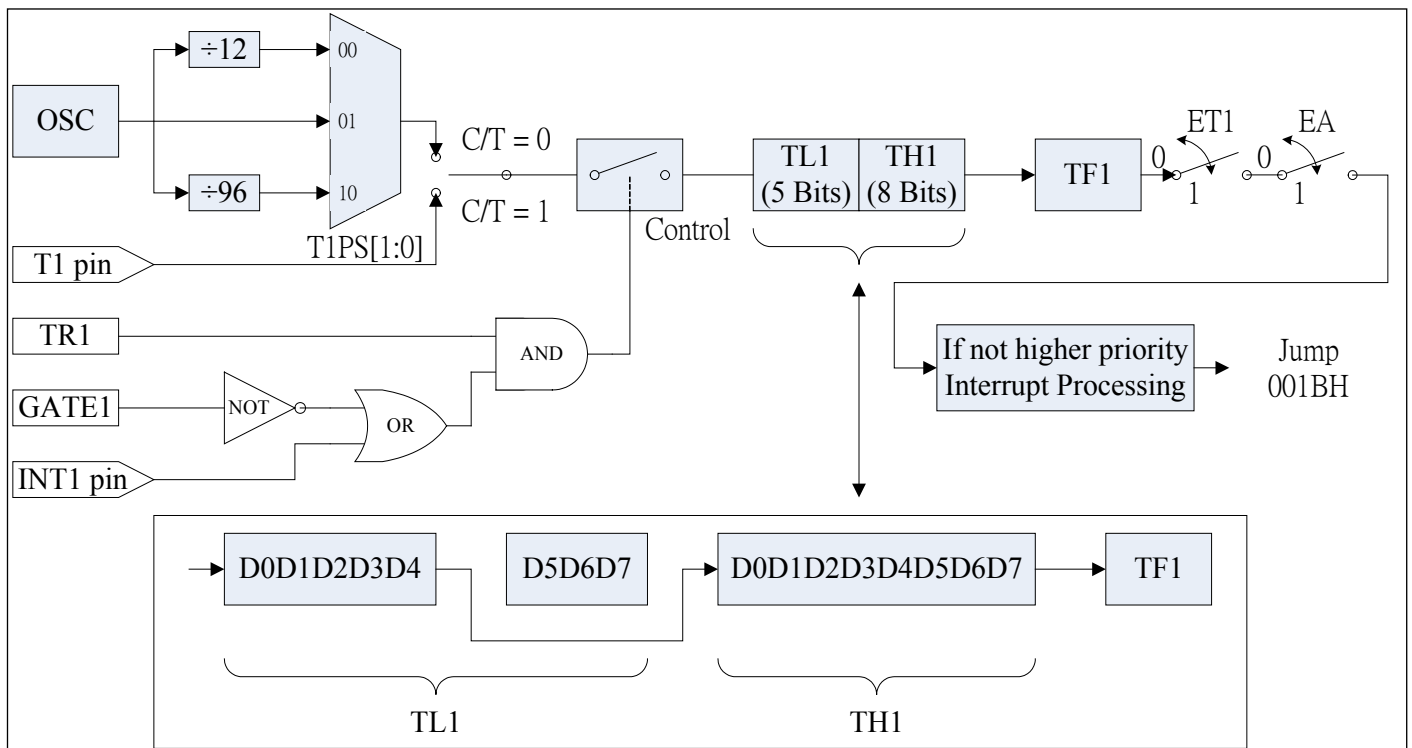 ÷12
00
OSC
01
÷96
10
C/T = 0
C/T = 1
T1PS[1:0]
T1 pin
TR1
GATE1
INT1 pin
NOT
OR
AND
Control
TL1
(5 Bits)
TH1
(8 Bits)
TF1
ET1
0
1
EA
0
1
If not higher priority
Interrupt Processing
Jump
001BH
D0D1D2D3D4
D5D6D7
D0D1D2D3D4D5D6D7
TF1
TL1
TH1